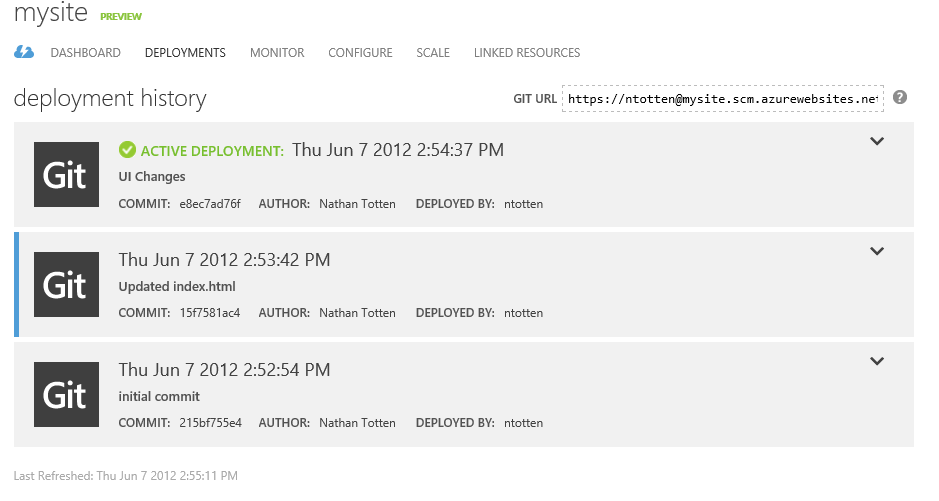 mysite PREVIEW
DASHBOARD DEPLOYMENTS MONITOR CONFIGURE SCALE LINKED RESOURCES
deployment history GIT URL https://ntotten@mysite.scm.azurewebsites.net ?
Git
ACTIVE DEPLOYMENT: Thu Jun 7 2012 2:54:37 PM
UI Changes
COMMIT: e8ec7ad76f AUTHOR: Nathan Totten DEPLOYED BY: ntotten
Git
Thu Jun 7 2012 2:53:42 PM
Updated index.html
COMMIT: 15f7581ac4 AUTHOR: Nathan Totten DEPLOYED BY: ntotten
Git
Thu Jun 7 2012 2:52:54 PM
initial commit
COMMIT: 215bf755e4 AUTHOR: Nathan Totten DEPLOYED BY: ntotten
Last Refreshed: Thu Jun 7 2012 2:55:11 PM